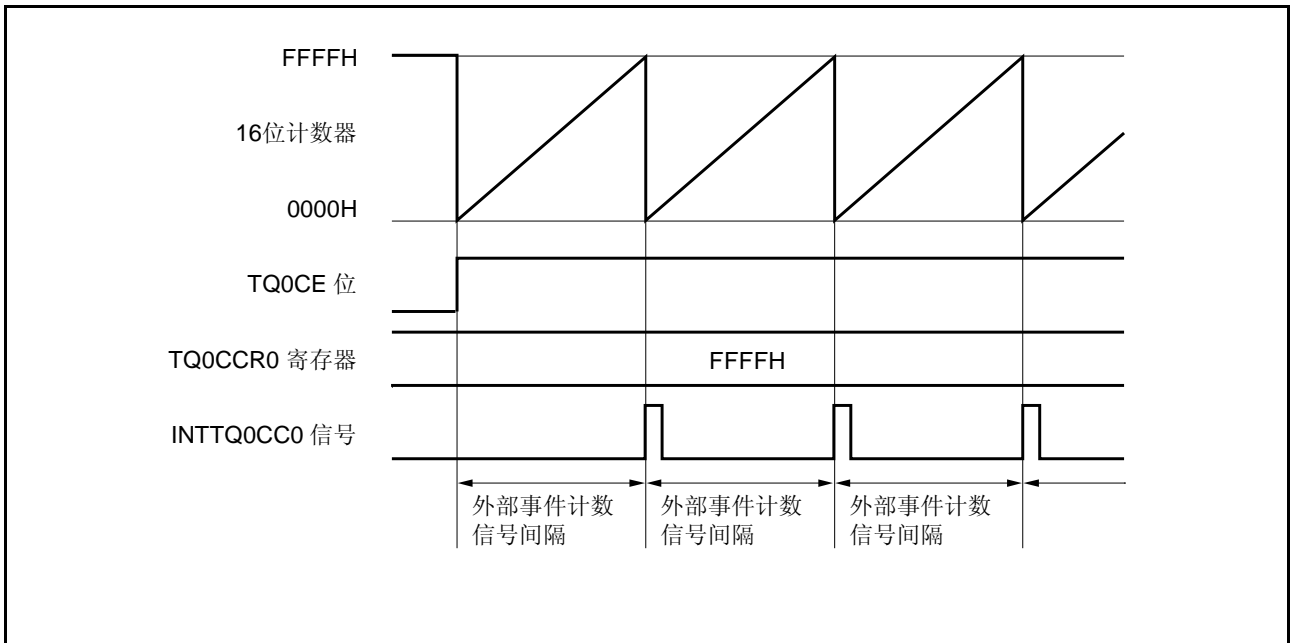 FFFFH
16位计数器
0000H
TQ0CE 位
TQ0CCR0 寄存器
FFFFH
INTTQ0CC0 信号
外部事件计数
信号间隔
外部事件计数
信号间隔
外部事件计数
信号间隔